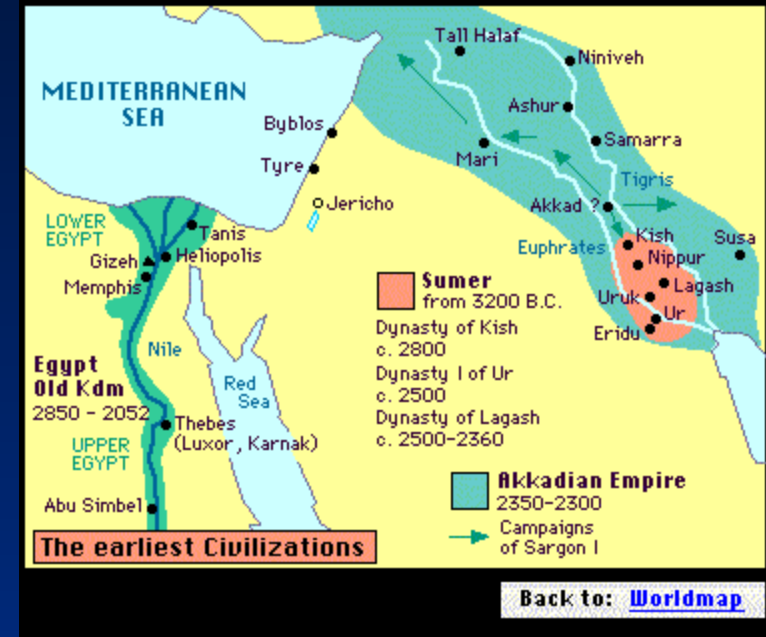 Tall Halaf
Niniveh
MEDITERRANEAN
SEA
Ashur
Byblos
Samarra
Mari
Tyre
Tigris
Jericho
Akkad ?
LOWER
EGYPT
Tanis
Euphrates
Kish
Susa
Gizeh
Heliopolis
Nippur
Memphis
Lagash
Uruk
Ur
Eridu
Sumer
from 3200 B.C.
Dynasty of Kish
c. 2800
Dynasty I of Ur
c. 2500
Dynasty of Lagash
c. 2500-2360
Nile
Egypt
Old Kdm
2850 - 2052
Red
Sea
Thebes
(Luxor, Karnak)
UPPER
EGYPT
Abu Simbel
Akkadian Empire
2350-2300
Campaigns
of Sargon I
The earliest Civilizations
Back to: Worldmap